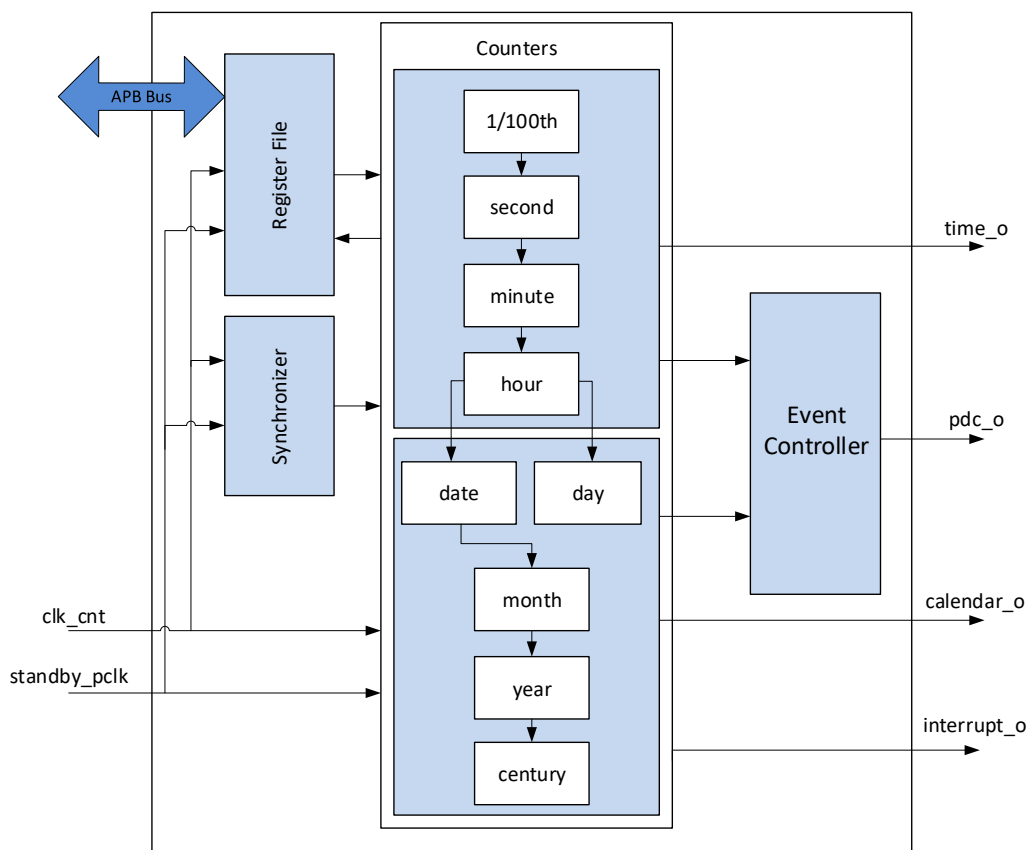 Counters
APB Bus
Register File
1/100th
second
time_o
minute
Synchronizer
hour
Event
Controller
pdc_o
date
day
month
clk_cnt
calendar_o
standby_pclk
year
interrupt_o
century